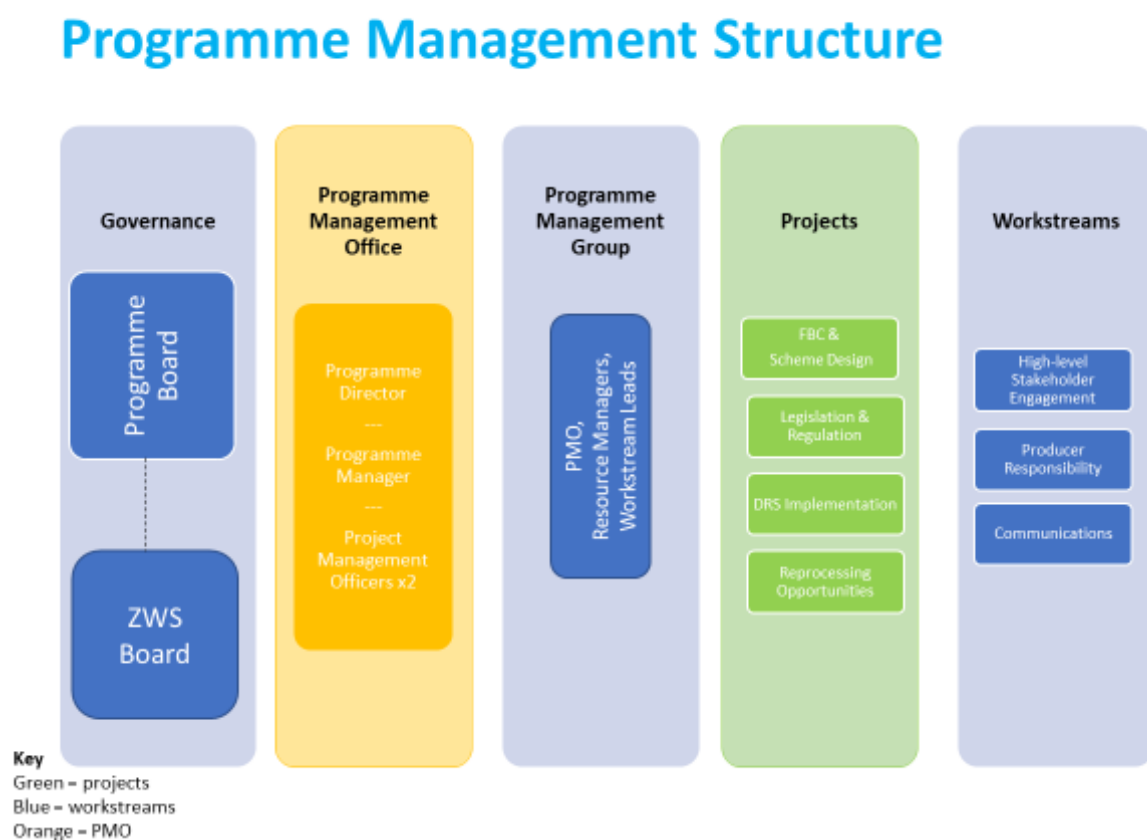 Programme Management Structure
Governance
Programme
Board
ZWS
Board
Programme
Management
Office
Programme
Director
---
Programme
Manager
---
Project
Management
Officers x2
Programme
Management
Group
PMO,
Resource Managers,
Workstream Leads
Projects
FBC &
Scheme Design
Legislation &
Regulation
DRS Implementation
Reprocessing
Opportunities
Workstreams
High-level
Stakeholder
Engagement
Producer
Responsibility
Communications
Key
Green = projects
Blue = workstreams
Orange = PMO